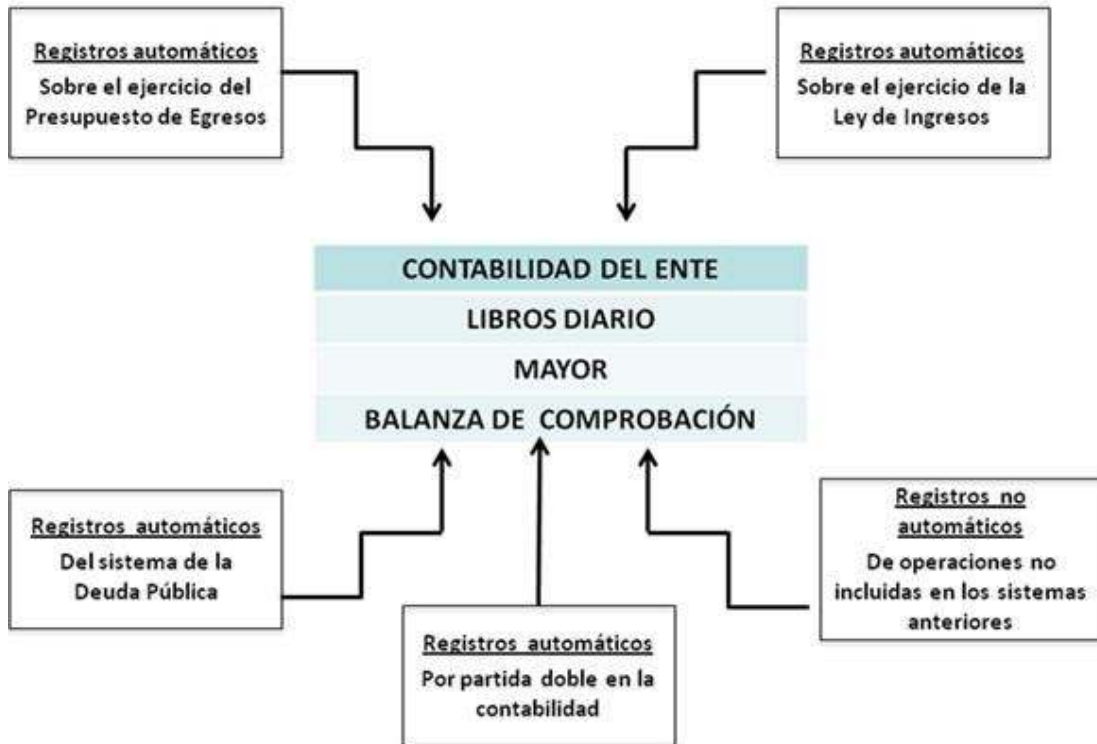 Registros automáticos
Sobre el ejercicio del
Presupuesto de Egresos
Registros automáticos
Sobre el ejercicio de la
Ley de Ingresos
CONTABILIDAD DEL ENTE
LIBROS DIARIO
MAYOR
BALANZA DE COMPROBACIÓN
Registros automáticos
Del sistema de la
Deuda Pública
Registros automáticos
Por partida doble en la
contabilidad
Registros no
automáticos
De operaciones no
incluidas en los sistemas
anteriores